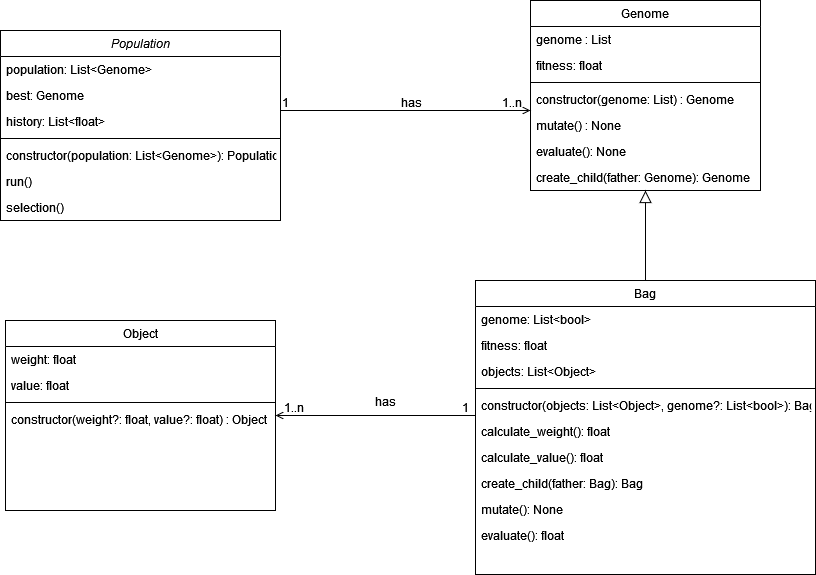 Population
population: List<Genome>
best: Genome
history: List<float>
constructor(population: List<Genome>): Populatic
run()
selection()
1
has
1..n
Genome
genome : List
fitness: float
constructor(genome: List) : Genome
mutate() : None
evaluate(): None
create_child(father: Genome): Genome
Object
weight: float
value: float
constructor(weight?: float, value?: float) : Object
1..n
has
1
Bag
genome: List<bool>
fitness: float
objects: List<Object>
constructor(objects: List<Object>, genome?: List<bool>): Bag
calculate_weight(): float
calculate_value(): float
create_child(father: Bag): Bag
mutate(): None
evaluate(): float